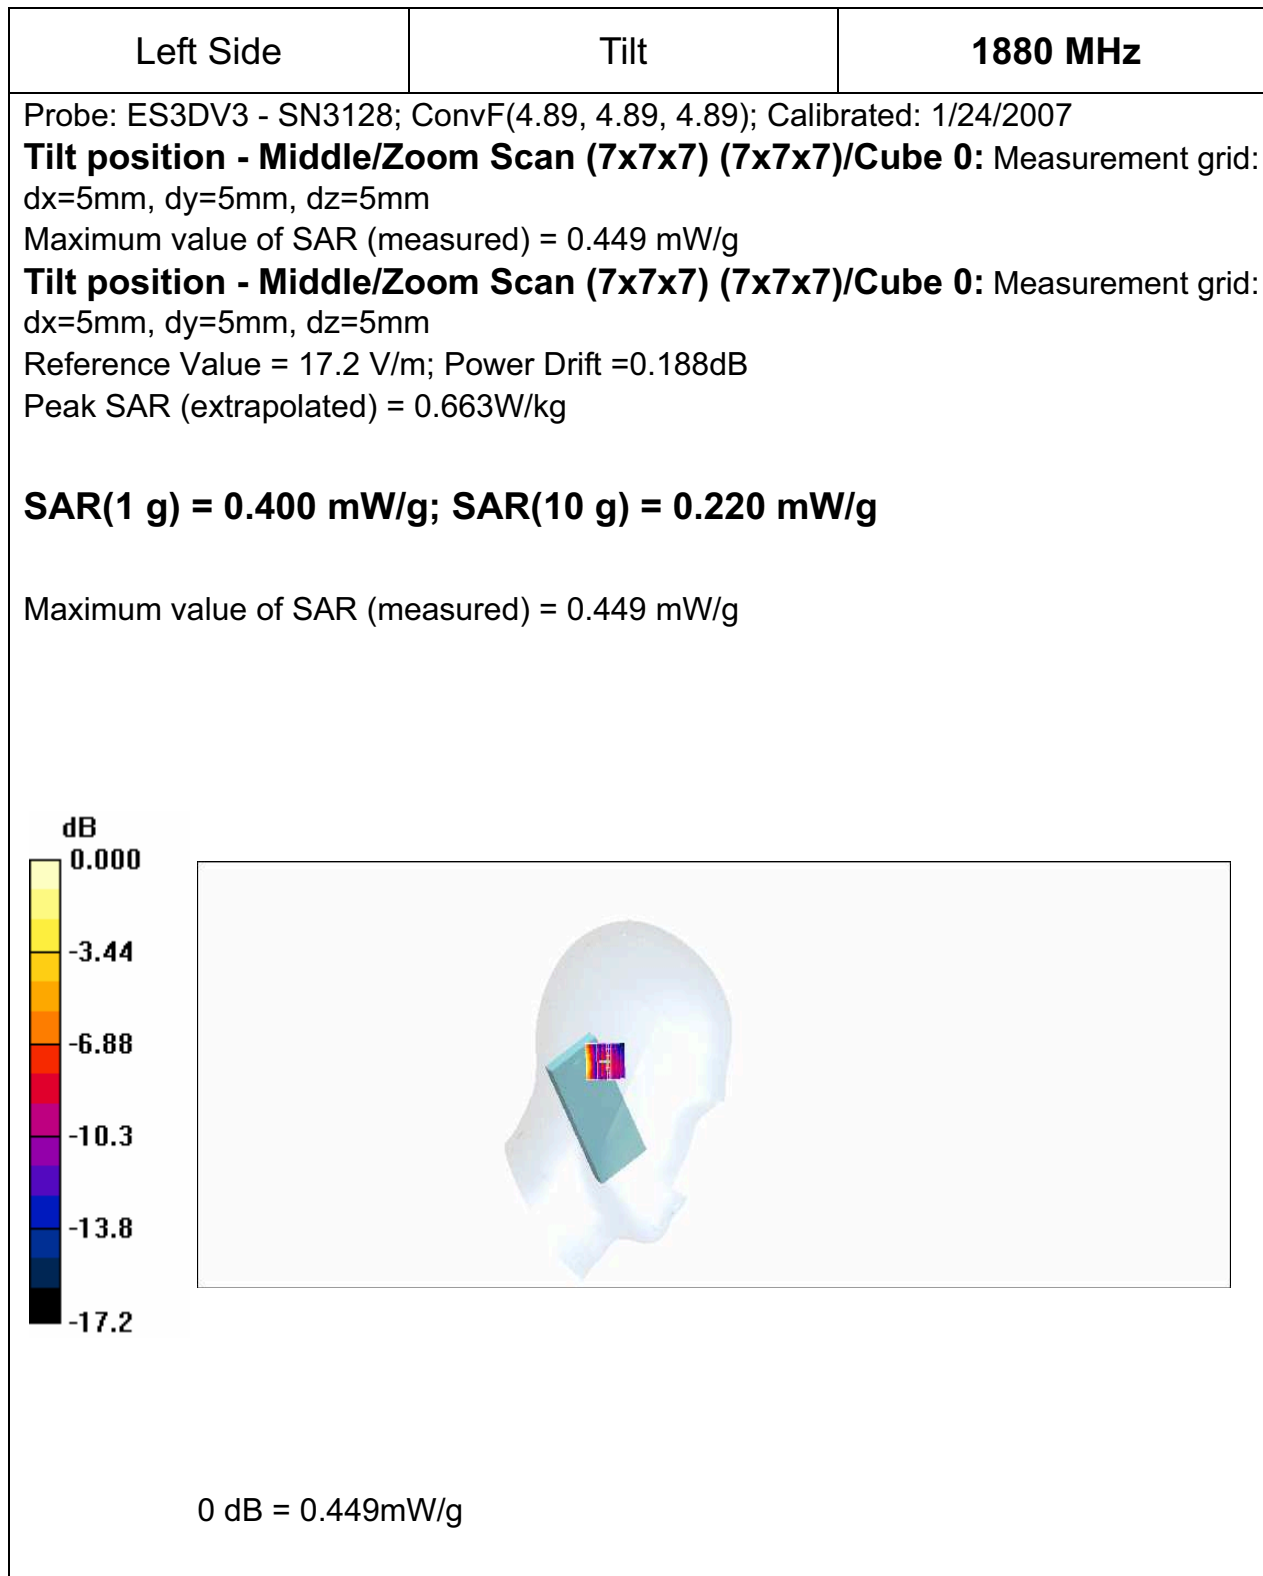 Left Side Tilt 1880 MHz
Probe: ES3DV3 - SN3128; ConvF(4.89, 4.89, 4.89); Calibrated: 1/24/2007
Tilt position - Middle/Zoom Scan (7x7x7) (7x7x7)/Cube 0: Measurement grid:
dx=5mm, dy=5mm, dz=5mm
Maximum value of SAR (measured) = 0.449 mW/g
Tilt position - Middle/Zoom Scan (7x7x7) (7x7x7)/Cube 0: Measurement grid:
dx=5mm, dy=5mm, dz=5mm
Reference Value = 17.2 V/m; Power Drift =0.188dB
Peak SAR (extrapolated) = 0.663W/kg
SAR(1 g) = 0.400 mW/g; SAR(10 g) = 0.220 mW/g
Maximum value of SAR (measured) = 0.449 mW/g
dB
0.000
-3.44
-6.88
-10.3
-13.8
-17.2
0 dB = 0.449mW/g